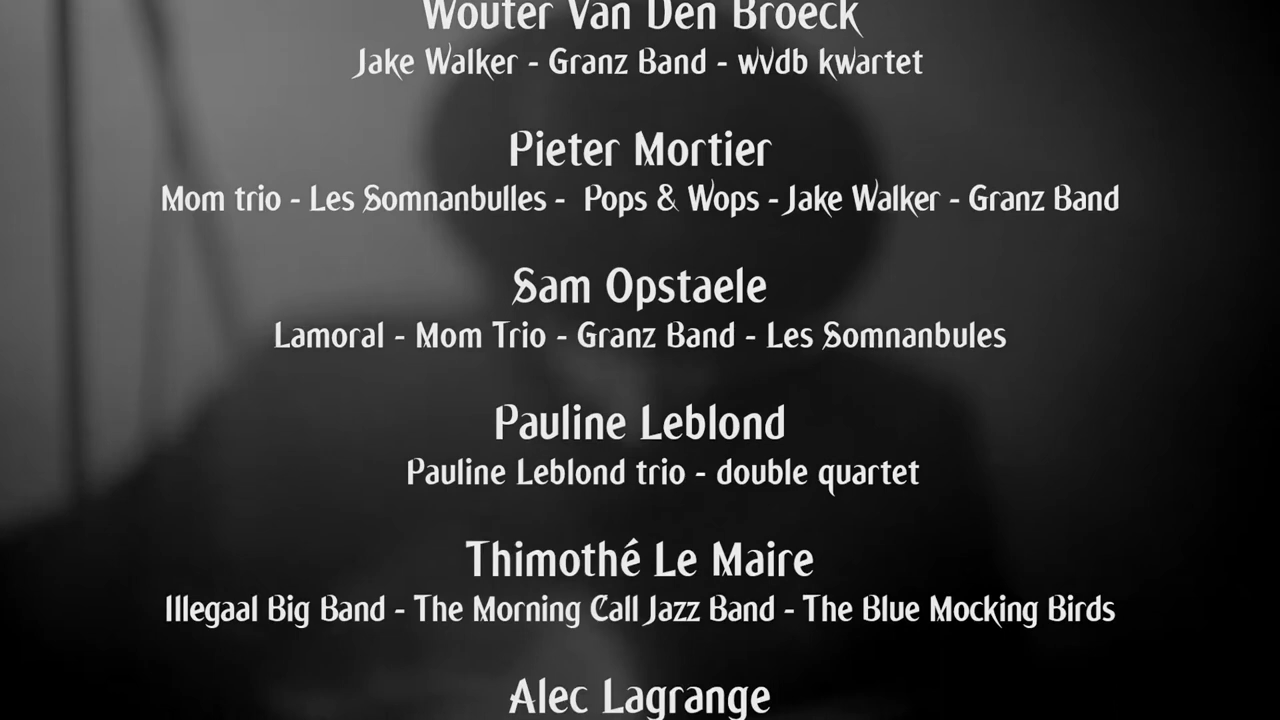 Wouter Van Den Broeck
Jake Walker - Granz Band - wvdb kwartet
Pieter Mortier
Mom trio - Les Somnanbulles - Pops & Wops - Jake Walker - Granz Band
Sam Opstaele
Lamoral - Mom Trio - Granz Band - Les Somnanbules
Pauline Leblond
Pauline Leblond trio - double quartet
Thimothé Le Maire
Illegaal Big Band - The Morning Call Jazz Band - The Blue Mocking Birds
Alec Lagrange